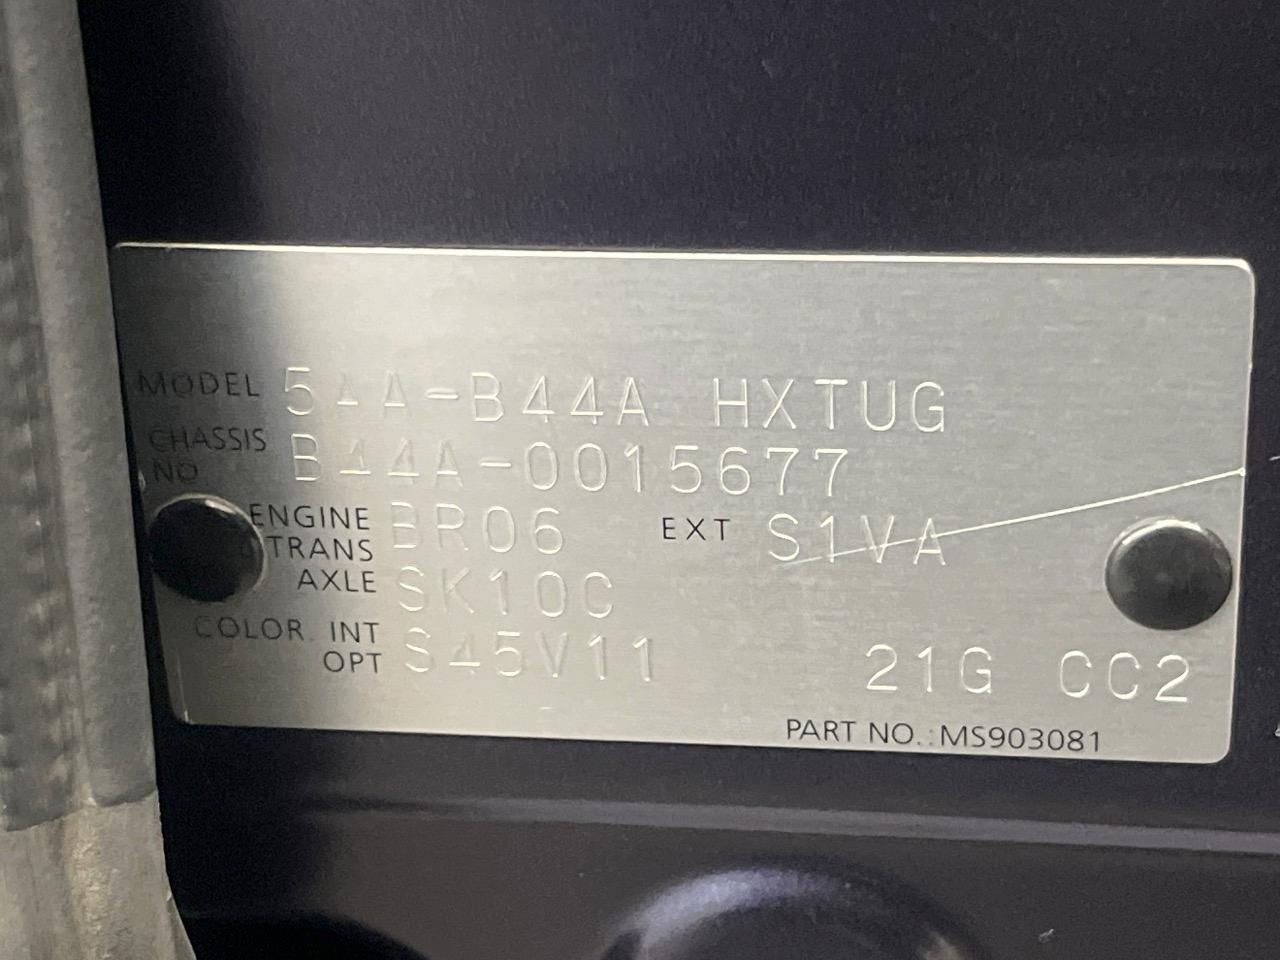 MODEL 5AA-B44A HXTUG
CHASSIS NO B44A-0015677
ENGINE BR06 EXT S1VA
TRANS
AXLE SK10C
COLOR INT
OPT S45V11 21G CC2
PART NO.:MS903081